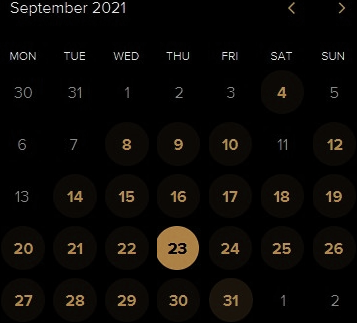 September 2021
MON TUE WED THU FRI SAT SUN
30 31 1 2 3 4 5
6 7 8 9 10 11 12
13 14 15 16 17 18 19
20 21 22 23 24 25 26
27 28 29 30 31 1 2